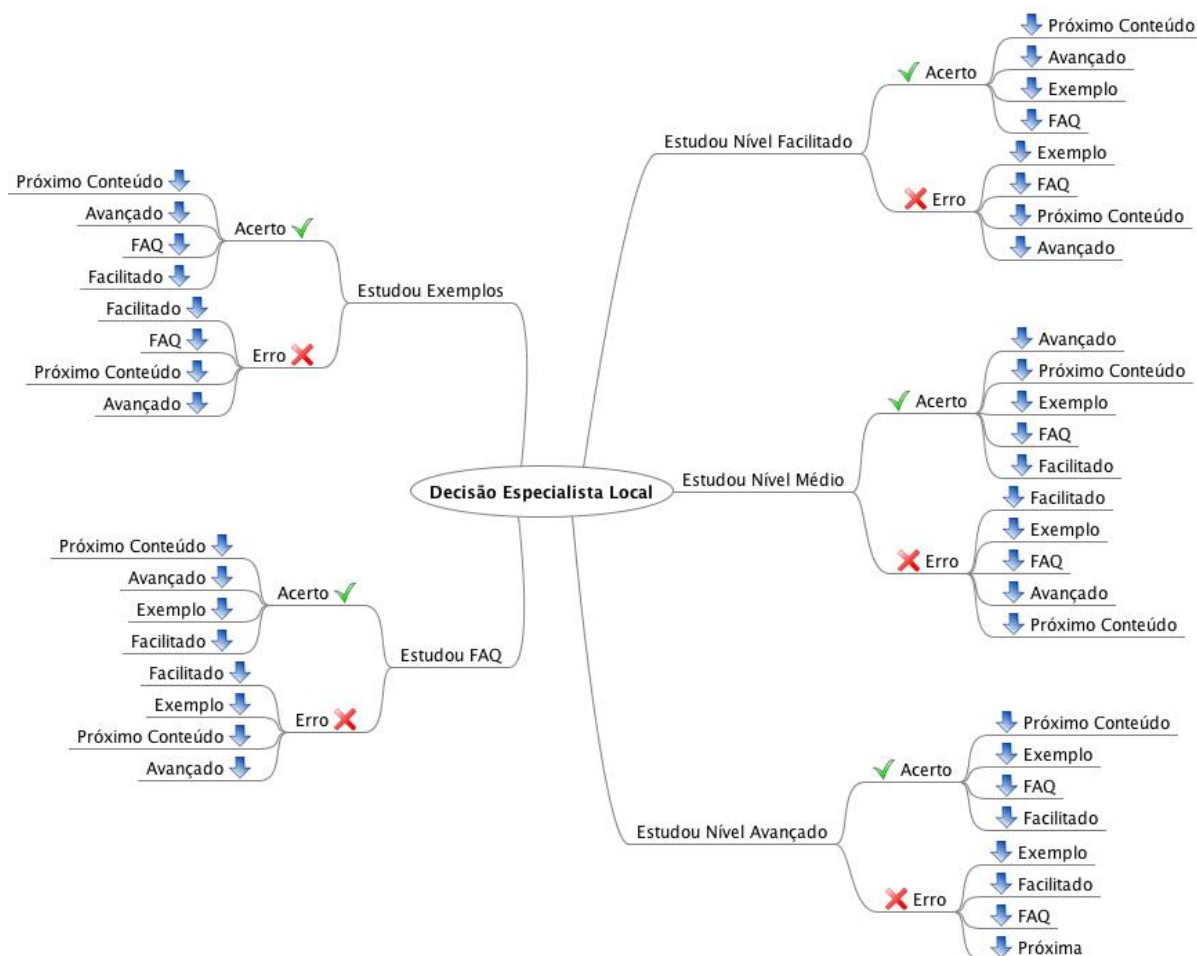 Decisão Especialista Local
Estudou Nível Facilitado
Acerto
Próximo Conteúdo
Avançado
Exemplo
FAQ
Erro
Exemplo
FAQ
Próximo Conteúdo
Avançado
Estudou Nível Médio
Acerto
Avançado
Próximo Conteúdo
Exemplo
FAQ
Facilitado
Erro
Facilitado
Exemplo
FAQ
Avançado
Próximo Conteúdo
Estudou Nível Avançado
Acerto
Próximo Conteúdo
Exemplo
FAQ
Facilitado
Erro
Exemplo
Facilitado
FAQ
Próxima
Estudou Exemplos
Acerto
Próximo Conteúdo
Avançado
FAQ
Facilitado
Erro
Facilitado
FAQ
Próximo Conteúdo
Avançado
Estudou FAQ
Acerto
Próximo Conteúdo
Avançado
Exemplo
Facilitado
Erro
Facilitado
Exemplo
Próximo Conteúdo
Avançado